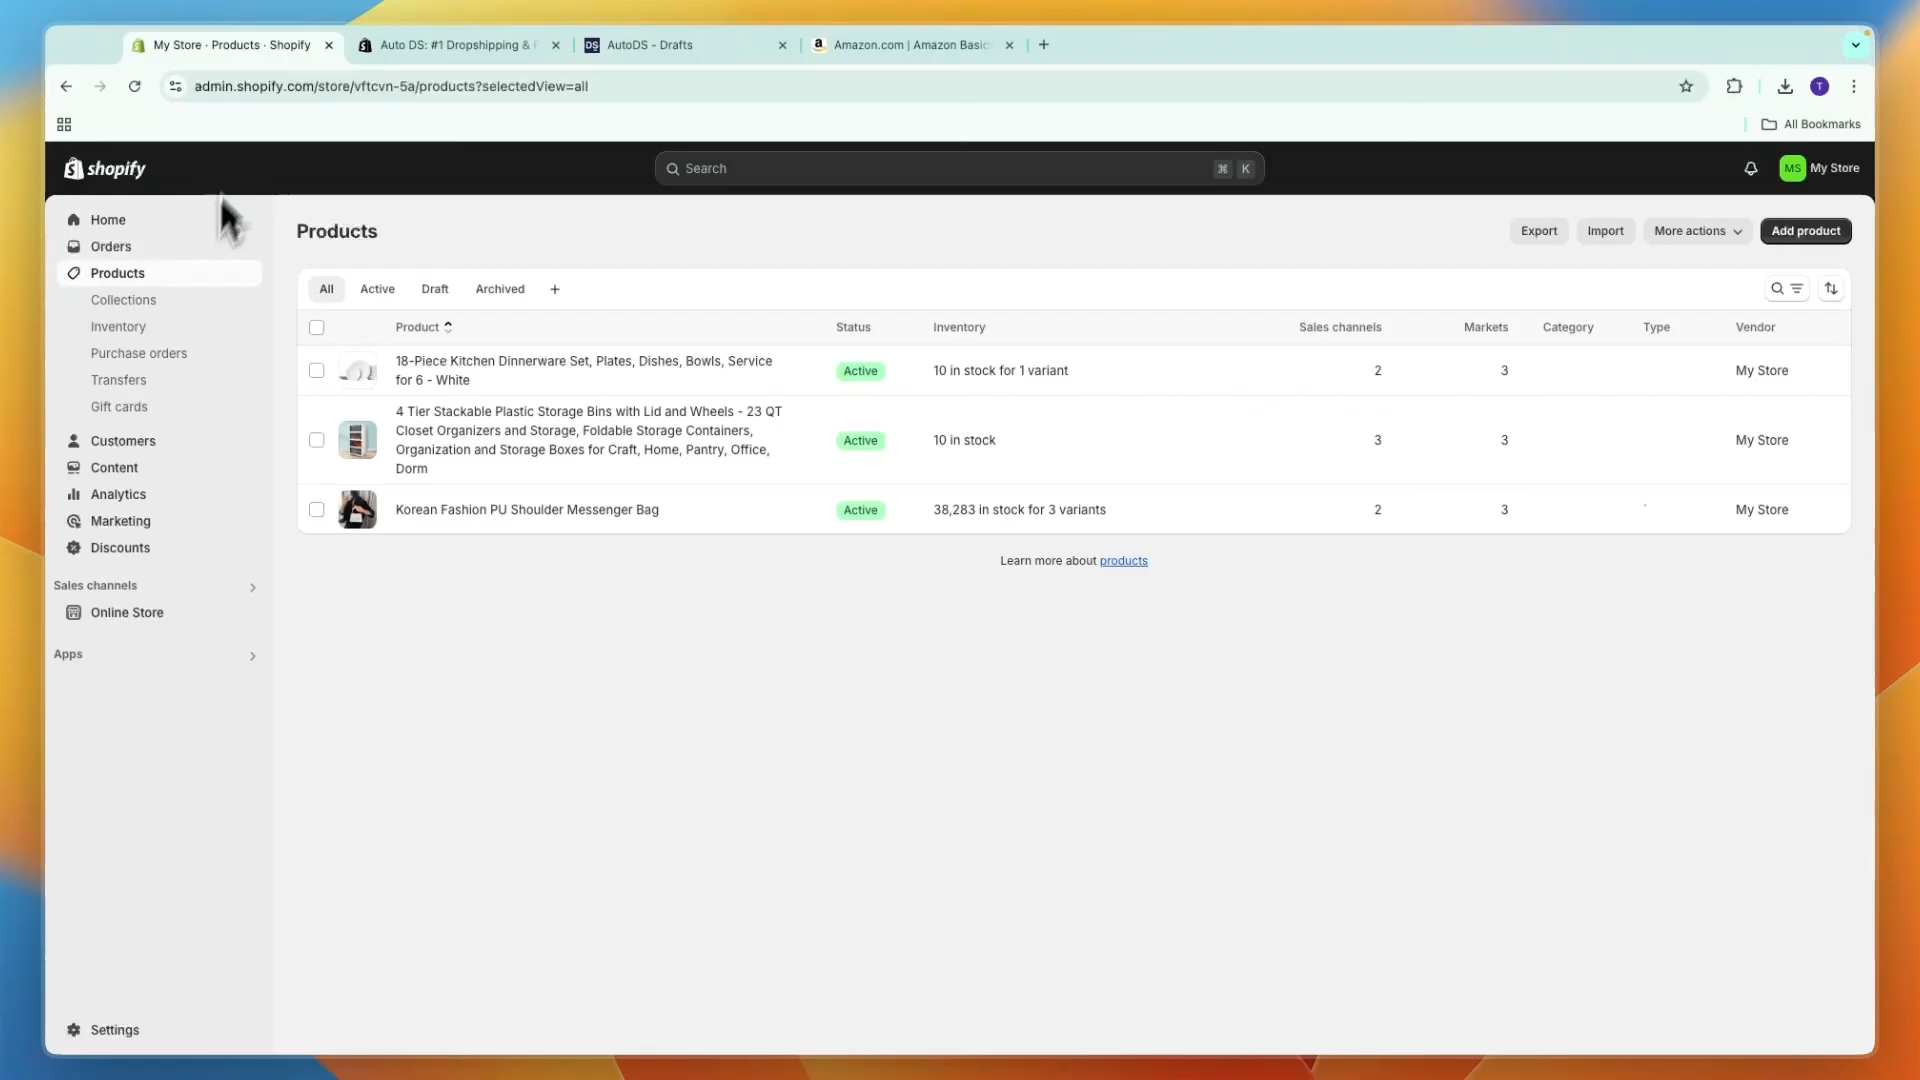 My Store · Products · Shopify
Auto DS: #1 Dropshipping &
DS AutoDS - Drafts
Amazon.com | Amazon Basic
admin.shopify.com/store/vftcvn-5a/products?selectedView=all
T
All Bookmarks
shopify
Search
⌘ K
MS My Store
Home
Orders
Products
Collections
Inventory
Purchase orders
Transfers
Gift cards
Customers
Content
Analytics
Marketing
Discounts
Sales channels
Online Store
Apps
Settings
Products
Export
Import
More actions
Add product
All
Active
Draft
Archived
+
Product
Status
Inventory
Sales channels
Markets
Category
Type
Vendor
18-Piece Kitchen Dinnerware Set, Plates, Dishes, Bowls, Service
for 6 - White
Active
10 in stock for 1 variant
2
3
My Store
4 Tier Stackable Plastic Storage Bins with Lid and Wheels - 23 QT
Closet Organizers and Storage, Foldable Storage Containers,
Organization and Storage Boxes for Craft, Home, Pantry, Office,
Dorm
Active
10 in stock
3
3
My Store
Korean Fashion PU Shoulder Messenger Bag
Active
38,283 in stock for 3 variants
2
3
My Store
Learn more about products